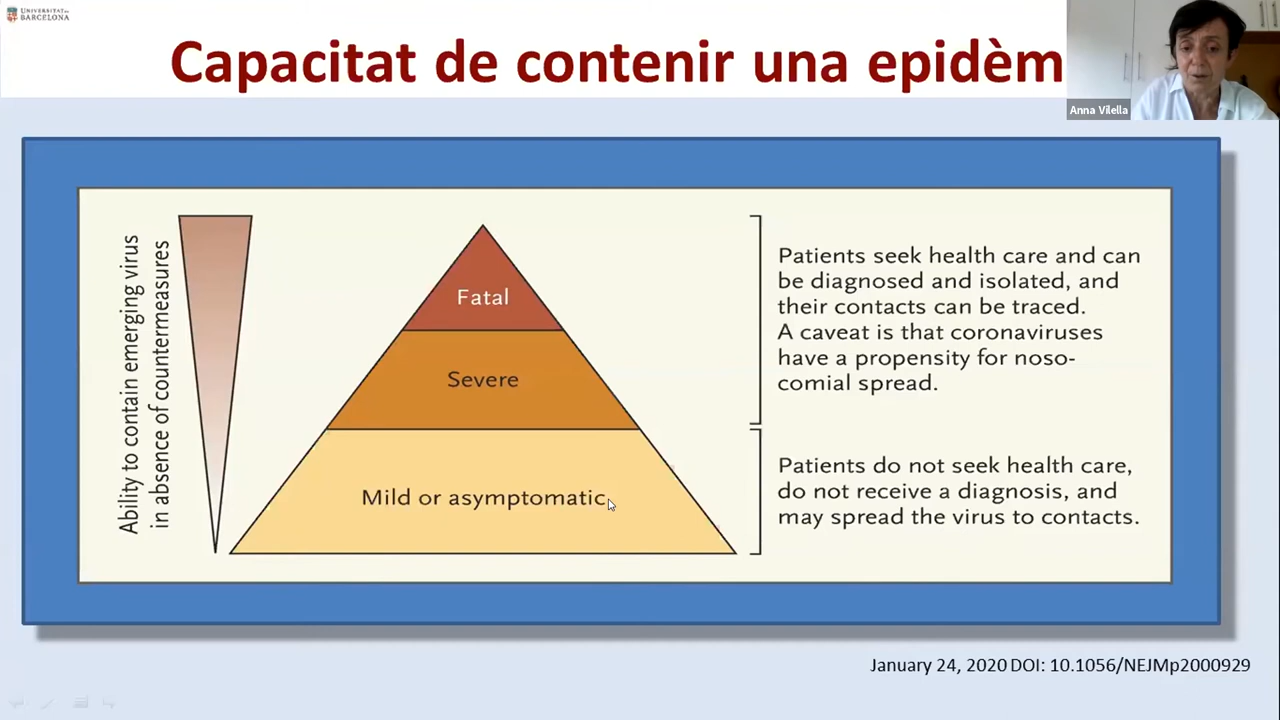 UNIVERSITAT DE
BARCELONA
Capacitat de contenir una epidèm
Anna Vilella
Ability to contain emerging virus
in absence of countermeasures
Fatal
Severe
Mild or asymptomatic
Patients seek health care and can
be diagnosed and isolated, and
their contacts can be traced.
A caveat is that coronaviruses
have a propensity for noso-
comial spread.
Patients do not seek health care,
do not receive a diagnosis, and
may spread the virus to contacts.
January 24, 2020 DOI: 10.1056/NEJMp2000929